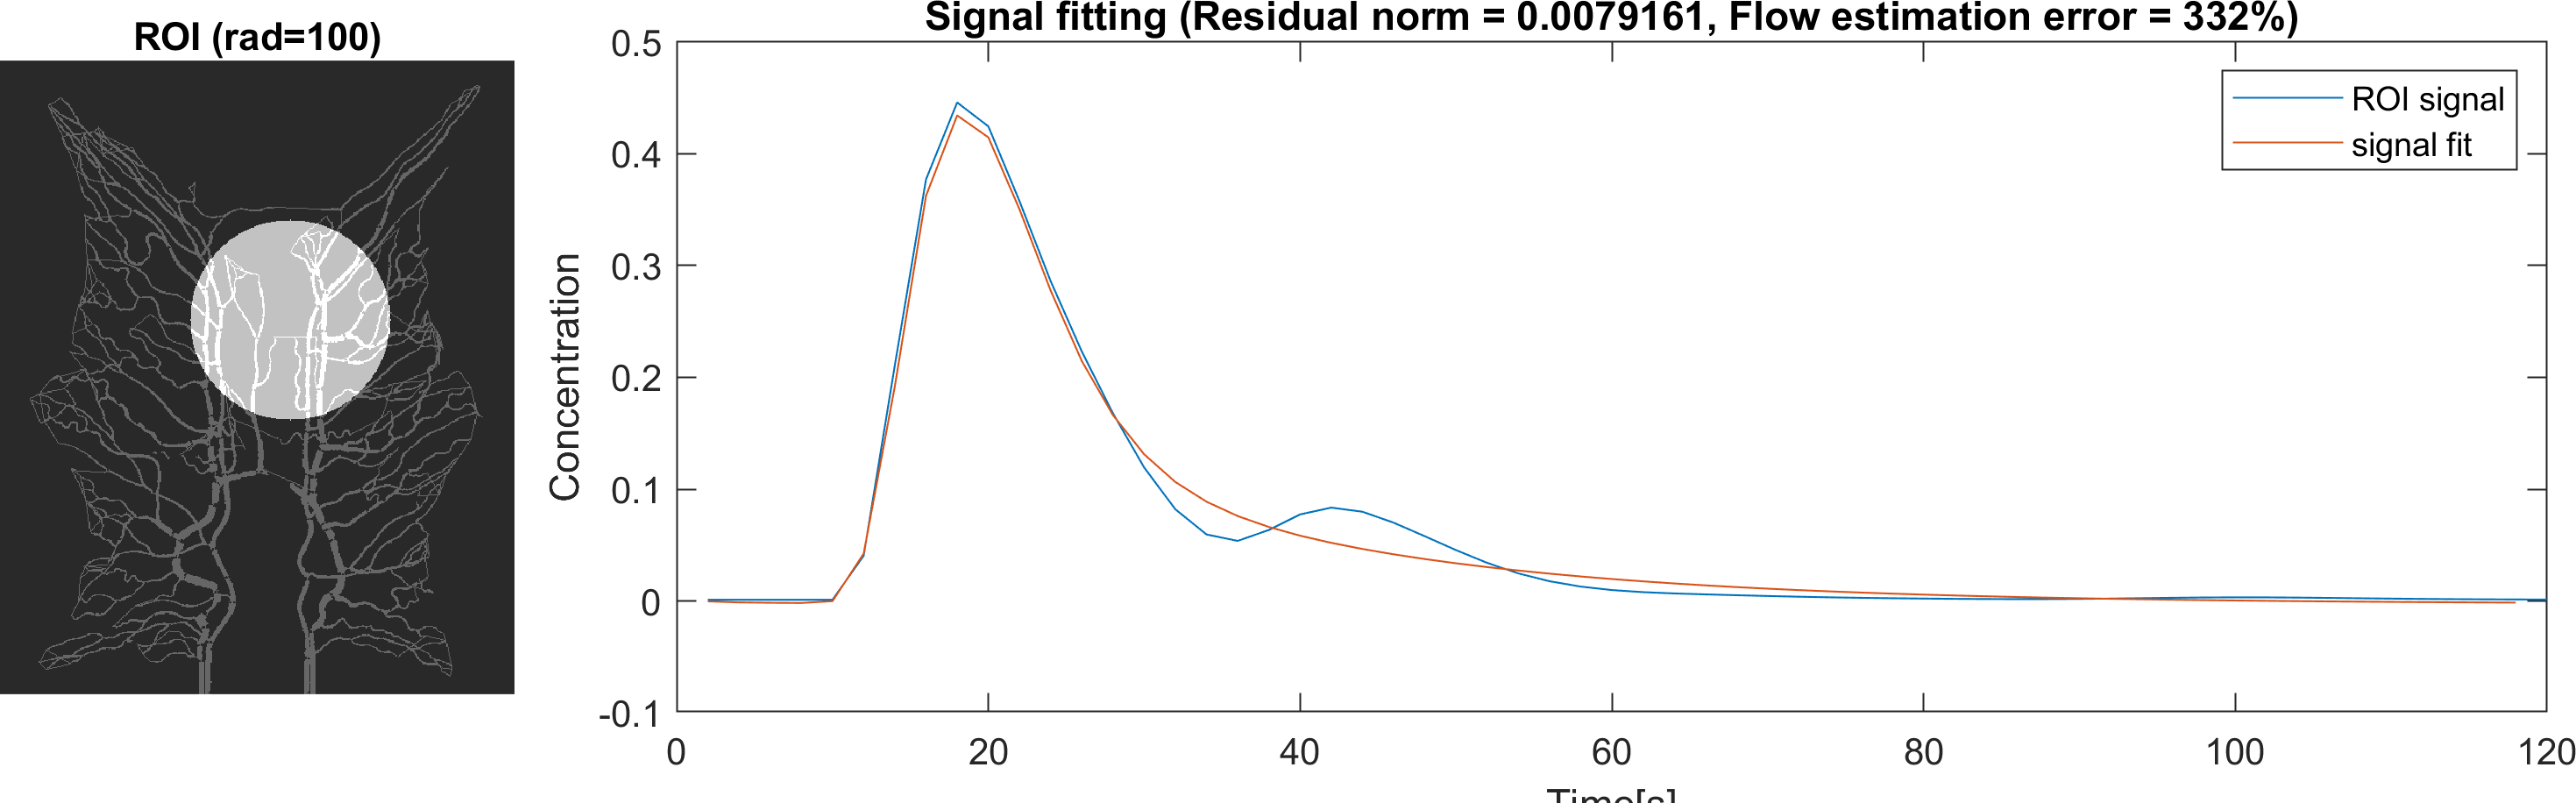 ROI (rad=100)
Signal fitting (Residual norm = 0.0079161, Flow estimation error = 332%)
0.5
0.4
0.3
0.2
0.1
0
-0.1
Concentration
ROI signal
signal fit
0 20 40 60 80 100 120
Time[s]